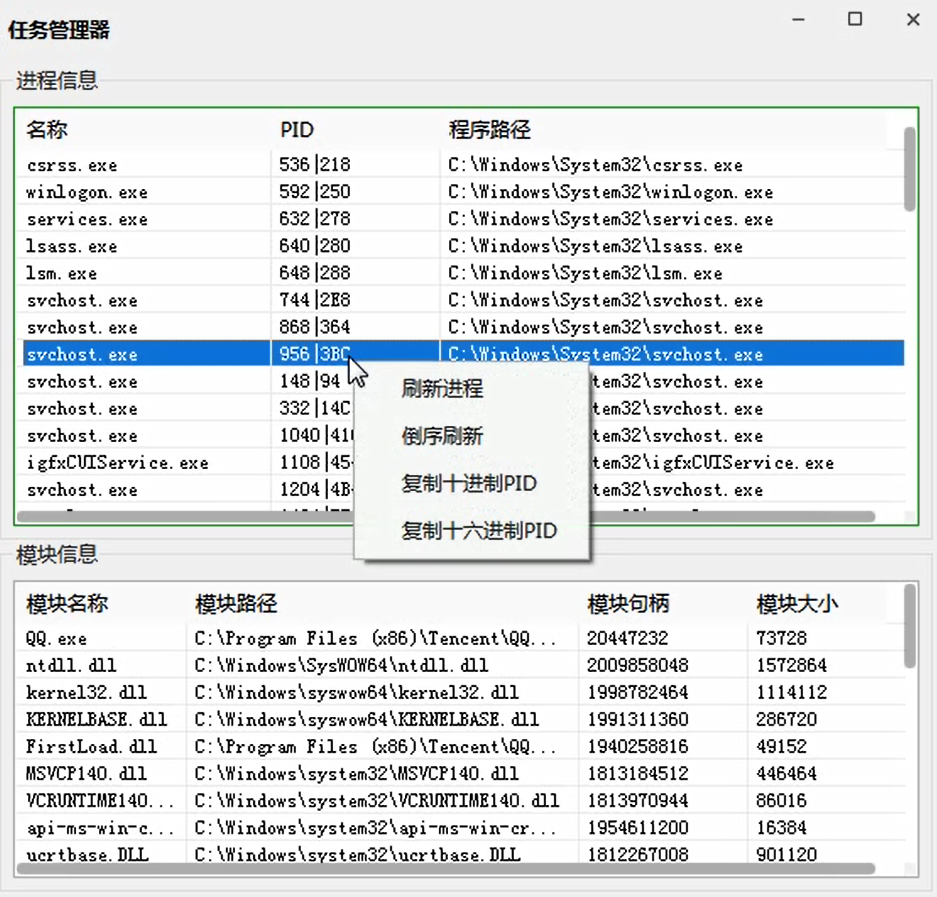 任务管理器
进程信息
名称 PID 程序路径
csrss.exe 536|218 C:\Windows\System32\csrss.exe
winlogon.exe 592|250 C:\Windows\System32\winlogon.exe
services.exe 632|278 C:\Windows\System32\services.exe
lsass.exe 640|280 C:\Windows\System32\lsass.exe
lsm.exe 648|288 C:\Windows\System32\lsm.exe
svchost.exe 744|2E8 C:\Windows\System32\svchost.exe
svchost.exe 868|364 C:\Windows\System32\svchost.exe
svchost.exe 956|3BC C:\Windows\System32\svchost.exe
svchost.exe 148|94 tem32\svchost.exe
svchost.exe 332|14C tem32\svchost.exe
svchost.exe 1040|41 tem32\svchost.exe
igfxCUIService.exe 1108|45 tem32\igfxCUIService.exe
svchost.exe 1204|4B tem32\svchost.exe
刷新进程
倒序刷新
复制十进制PID
复制十六进制PID
模块信息
模块名称 模块路径 模块句柄 模块大小
QQ.exe C:\Program Files (x86)\Tencent\QQ... 20447232 73728
ntdll.dll C:\Windows\SysWOW64\ntdll.dll 2009858048 1572864
kernel32.dll C:\Windows\syswow64\kernel32.dll 1998782464 1114112
KERNELBASE.dll C:\Windows\syswow64\KERNELBASE.dll 1991311360 286720
FirstLoad.dll C:\Program Files (x86)\Tencent\QQ... 1940258816 49152
MSVCP140.dll C:\Windows\system32\MSVCP140.dll 1813184512 446464
VCRUNTIME140... C:\Windows\system32\VCRUNTIME140.dll 1813970944 86016
api-ms-win-c... C:\Windows\system32\api-ms-win-cr... 1954611200 16384
ucrtbase.DLL C:\Windows\system32\ucrtbase.DLL 1812267008 901120